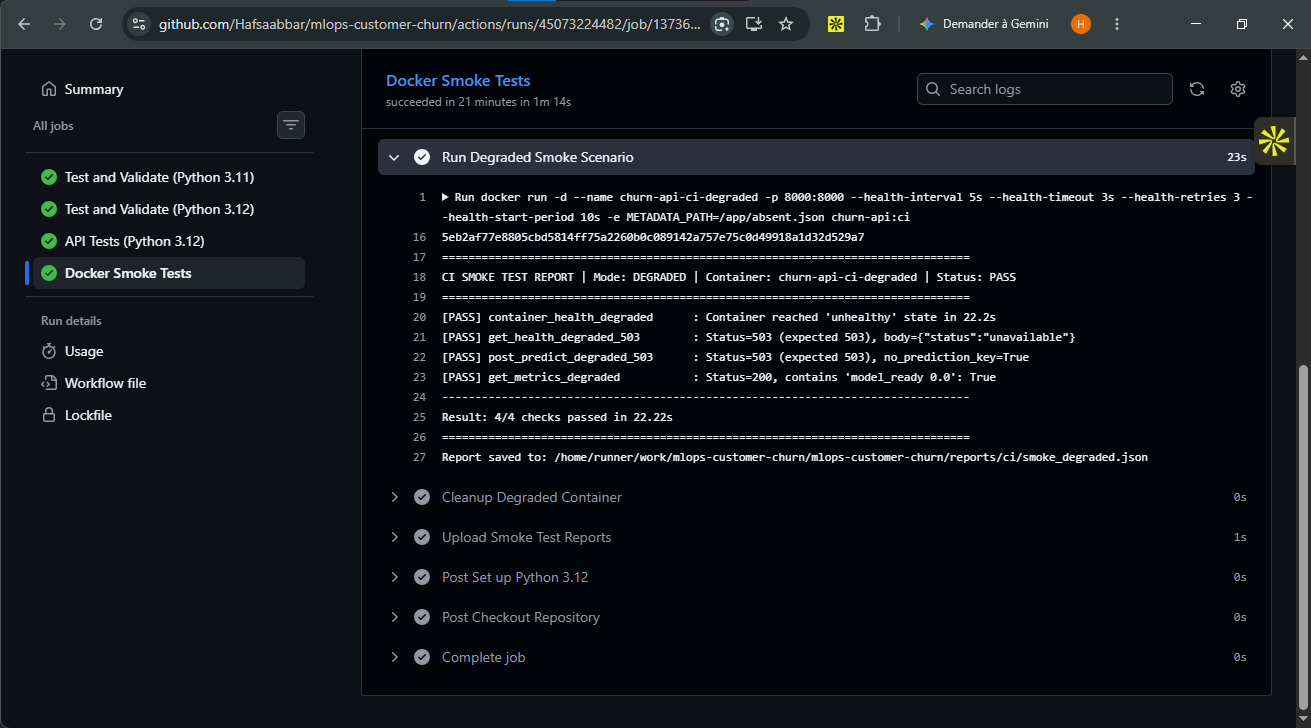 github.com/Hafsaabbar/mlops-customer-churn/actions/runs/45073224482/job/13736...
Demander à Gemini
H
Summary
All jobs
Test and Validate (Python 3.11)
Test and Validate (Python 3.12)
API Tests (Python 3.12)
Docker Smoke Tests
Run details
Usage
Workflow file
Lockfile
Docker Smoke Tests
succeeded in 21 minutes in 1m 14s
Search logs
Run Degraded Smoke Scenario 23s
1 Run docker run -d --name churn-api-ci-degraded -p 8000:8000 --health-interval 5s --health-timeout 3s --health-retries 3 -
-health-start-period 10s -e METADATA_PATH=/app/absent.json churn-api:ci
16 5eb2af77e8805cbd5814ff75a2260b0c089142a757e75c0d49918a1d32d529a7
17 ================================================================================
18 CI SMOKE TEST REPORT | Mode: DEGRADED | Container: churn-api-ci-degraded | Status: PASS
19 ================================================================================
20 [PASS] container_health_degraded : Container reached 'unhealthy' state in 22.2s
21 [PASS] get_health_degraded_503 : Status=503 (expected 503), body={"status":"unavailable"}
22 [PASS] post_predict_degraded_503 : Status=503 (expected 503), no_prediction_key=True
23 [PASS] get_metrics_degraded : Status=200, contains 'model_ready 0.0': True
24 --------------------------------------------------------------------------------
25 Result: 4/4 checks passed in 22.22s
26 ================================================================================
27 Report saved to: /home/runner/work/mlops-customer-churn/mlops-customer-churn/reports/ci/smoke_degraded.json
Cleanup Degraded Container 0s
Upload Smoke Test Reports 1s
Post Set up Python 3.12 0s
Post Checkout Repository 0s
Complete job 0s